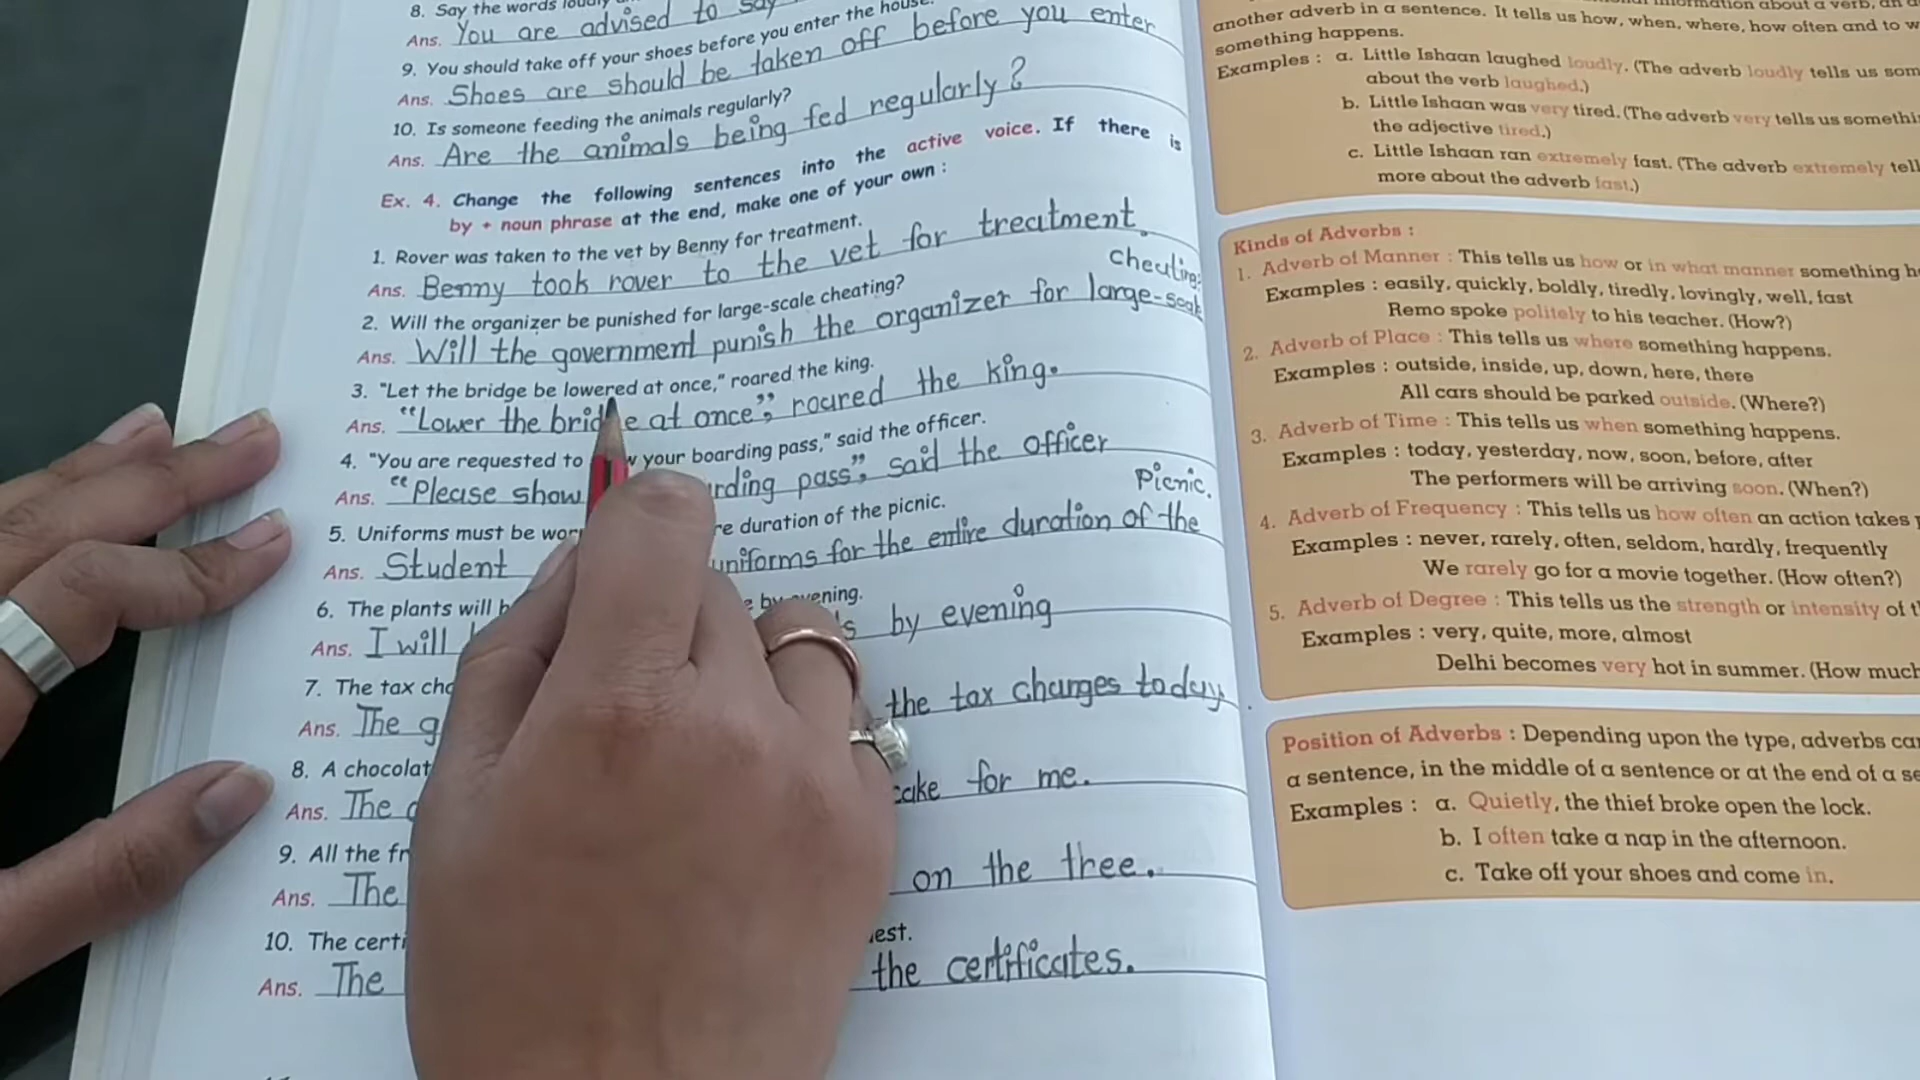 8. Say the words loudly
Ans. You are advised to say
9. You should take off your shoes before you enter the house.
Ans. Shoes are should be taken off before you enter
10. Is someone feeding the animals regularly?
Ans. Are the animals being fed regularly?
Ex. 4. Change the following sentences into the active voice. If there is
by + noun phrase at the end, make one of your own :
1. Rover was taken to the vet by Benny for treatment.
Ans. Benny took rover to the vet for treatment.
2. Will the organizer be punished for large-scale cheating?
cheating
Ans. Will the government punish the organizer for large-scale
3. "Let the bridge be lowered at once," roared the king.
Ans. "Lower the bridge at once", roared the king.
4. "You are requested to your boarding pass," said the officer.
Ans. "Please show pass", said the officer
5. Uniforms must be duration of the picnic.
Picnic.
Ans. Student uniforms for the entire duration of the
6. The plants will by evening.
Ans. I will by evening
7. The tax
Ans. The the tax changes today.
8. A
Ans. The cake for me.
9. All the
Ans. The on the tree.
10. The
Ans. The the certificates.
another adverb in a sentence. It tells us how, when, where, how often and to
something happens.
Examples : a. Little Ishaan laughed loudly. (The adverb loudly tells us
about the verb laughed.)
b. Little Ishaan was very tired. (The adverb very tells us
the adjective tired.)
c. Little Ishaan ran extremely fast. (The adverb extremely
more about the adverb fast.)
Kinds of Adverbs :
1. Adverb of Manner : This tells us how or in what manner something
Examples : easily, quickly, boldly, tiredly, lovingly, well, fast
Remo spoke politely to his teacher. (How?)
2. Adverb of Place : This tells us where something happens.
Examples : outside, inside, up, down, here, there
All cars should be parked outside. (Where?)
3. Adverb of Time : This tells us when something happens.
Examples : today, yesterday, now, soon, before, after
The performers will be arriving soon. (When?)
4. Adverb of Frequency : This tells us how often an action takes
Examples : never, rarely, often, seldom, hardly, frequently
We rarely go for a movie together. (How often?)
5. Adverb of Degree : This tells us the strength or intensity of
Examples : very, quite, more, almost
Delhi becomes very hot in summer. (How much
Position of Adverbs : Depending upon the type, adverbs
a sentence, in the middle of a sentence or at the end of a
Examples : a. Quietly, the thief broke open the lock.
b. I often take a nap in the afternoon.
c. Take off your shoes and come in.